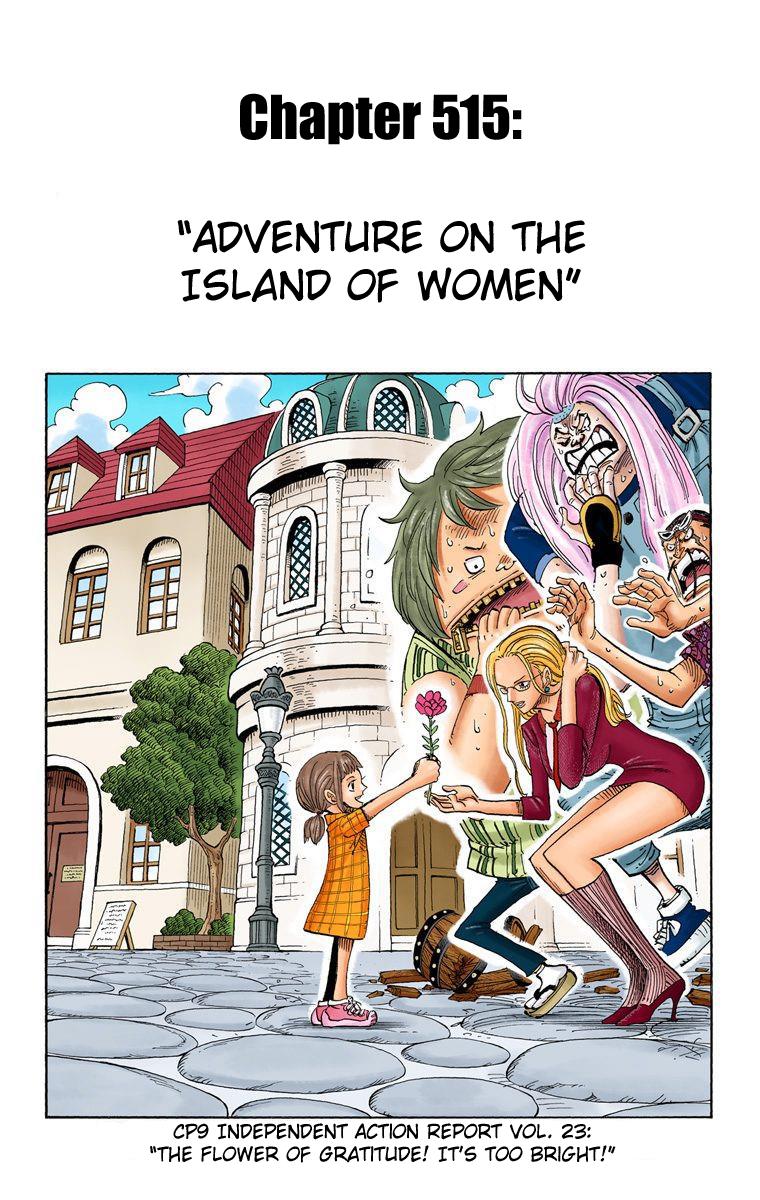 Chapter 515:
"ADVENTURE ON THE
ISLAND OF WOMEN"
CP9 INDEPENDENT ACTION REPORT VOL. 23:
"THE FLOWER OF GRATITUDE! IT'S TOO BRIGHT!"